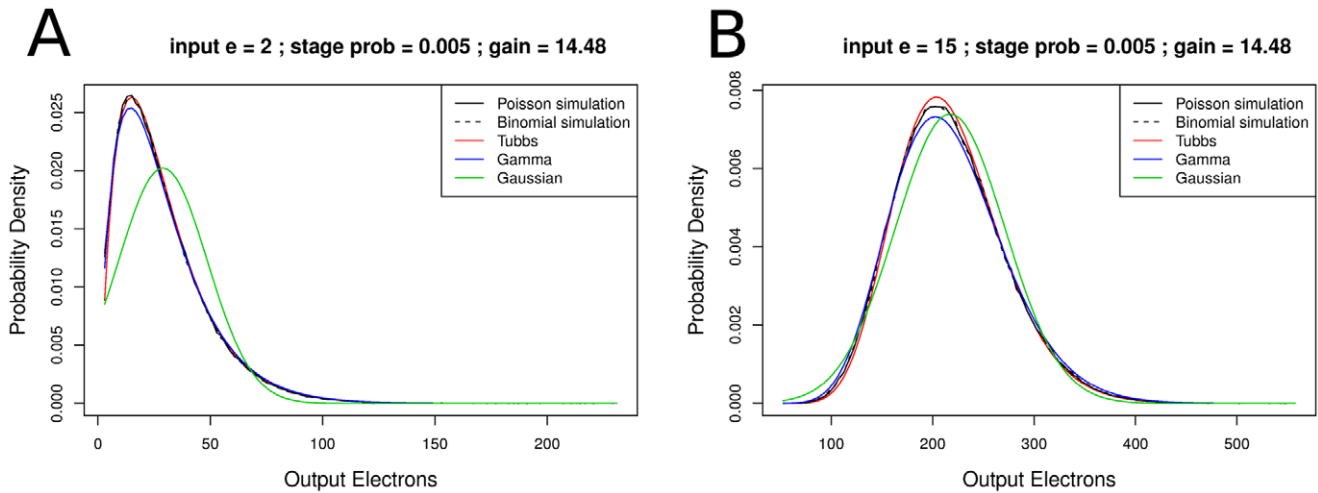 A
input e = 2 ; stage prob = 0.005 ; gain = 14.48
Probability Density
0.000
0.005
0.010
0.015
0.020
0.025
Poisson simulation
Binomial simulation
Tubbs
Gamma
Gaussian
0
50
100
150
200
Output Electrons
B
input e = 15 ; stage prob = 0.005 ; gain = 14.48
Probability Density
0.000
0.002
0.004
0.006
0.008
Poisson simulation
Binomial simulation
Tubbs
Gamma
Gaussian
100
200
300
400
500
Output Electrons